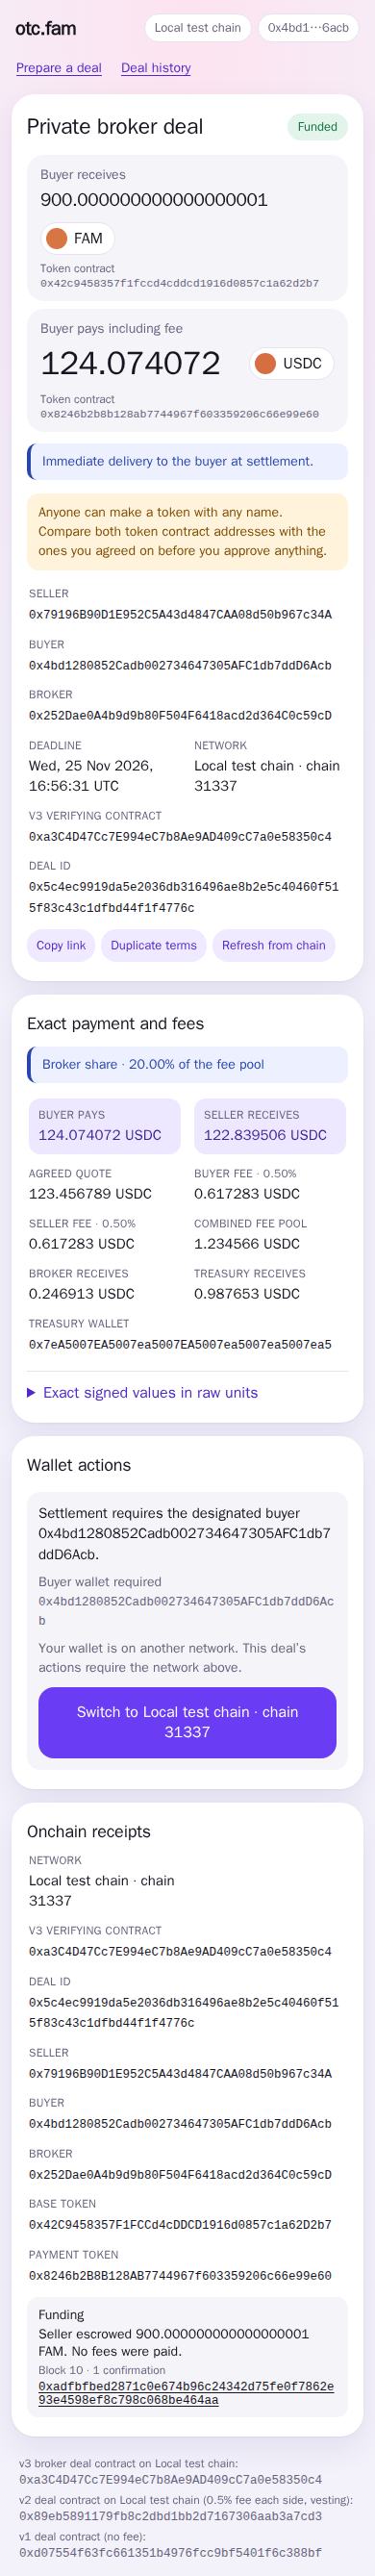 otc.fam
Local test chain
0x4bd1···6acb
Prepare a deal
Deal history
Private broker deal
Funded
Buyer receives
900.000000000000000001
FAM
Token contract
0x42c9458357f1fccd4cddcd1916d0857c1a62d2b7
Buyer pays including fee
124.074072
USDC
Token contract
0x8246b2b8b128ab7744967f603359206c66e99e60
Immediate delivery to the buyer at settlement.
Anyone can make a token with any name.
Compare both token contract addresses with the
ones you agreed on before you approve anything.
SELLER
0x79196B90D1E952C5A43d4847CAA08d50b967c34A
BUYER
0x4bd1280852Cadb002734647305AFC1db7ddD6Acb
BROKER
0x252Dae0A4b9d9b80F504F6418acd2d364C0c59cD
DEADLINE
Wed, 25 Nov 2026,
16:56:31 UTC
NETWORK
Local test chain · chain
31337
V3 VERIFYING CONTRACT
0xa3C4D47Cc7E994eC7b8Ae9AD409cC7a0e58350c4
DEAL ID
0x5c4ec9919da5e2036db316496ae8b2e5c40460f51
5f83c43c1dfbd44f1f4776c
Copy link
Duplicate terms
Refresh from chain
Exact payment and fees
Broker share · 20.00% of the fee pool
BUYER PAYS
124.074072 USDC
SELLER RECEIVES
122.839506 USDC
AGREED QUOTE
123.456789 USDC
BUYER FEE · 0.50%
0.617283 USDC
SELLER FEE · 0.50%
0.617283 USDC
COMBINED FEE POOL
1.234566 USDC
BROKER RECEIVES
0.246913 USDC
TREASURY RECEIVES
0.987653 USDC
TREASURY WALLET
0x7eA5007EA5007ea5007EA5007ea5007ea5007ea5
▶ Exact signed values in raw units
Wallet actions
Settlement requires the designated buyer
0x4bd1280852Cadb002734647305AFC1db7
ddD6Acb.
Buyer wallet required
0x4bd1280852Cadb002734647305AFC1db7ddD6Ac
b
Your wallet is on another network. This deal's
actions require the network above.
Switch to Local test chain · chain
31337
Onchain receipts
NETWORK
Local test chain · chain
31337
V3 VERIFYING CONTRACT
0xa3C4D47Cc7E994eC7b8Ae9AD409cC7a0e58350c4
DEAL ID
0x5c4ec9919da5e2036db316496ae8b2e5c40460f51
5f83c43c1dfbd44f1f4776c
SELLER
0x79196B90D1E952C5A43d4847CAA08d50b967c34A
BUYER
0x4bd1280852Cadb002734647305AFC1db7ddD6Acb
BROKER
0x252Dae0A4b9d9b80F504F6418acd2d364C0c59cD
BASE TOKEN
0x42C9458357F1FCCd4cDDCD1916d0857c1a62D2b7
PAYMENT TOKEN
0x8246b2B8B128AB7744967f603359206c66e99e60
Funding
Seller escrowed 900.000000000000000001
FAM. No fees were paid.
Block 10 · 1 confirmation
0xadfbfbed2871c0e674b96c24342d75fe0f7862e
93e4598ef8c798c068be464aa
v3 broker deal contract on Local test chain:
0xa3C4D47Cc7E994eC7b8Ae9AD409cC7a0e58350c4
v2 deal contract on Local test chain (0.5% fee each side, vesting):
0x89eb5891179fb8c2dbd1bb2d7167306aab3a7cd3
v1 deal contract (no fee):
0xd07554f63fc661351b4976fcc9bf5401f6c388bf